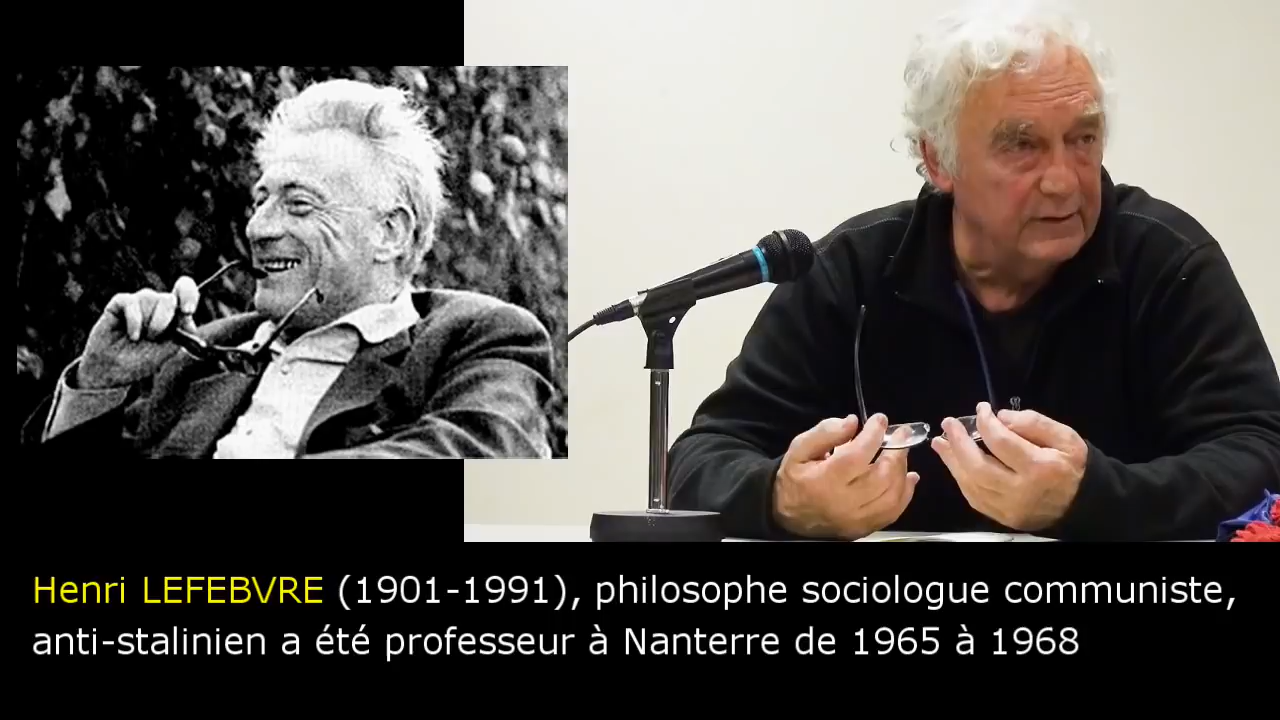 Henri LEFEBVRE (1901-1991), philosophe sociologue communiste,
anti-stalinien a été professeur à Nanterre de 1965 à 1968